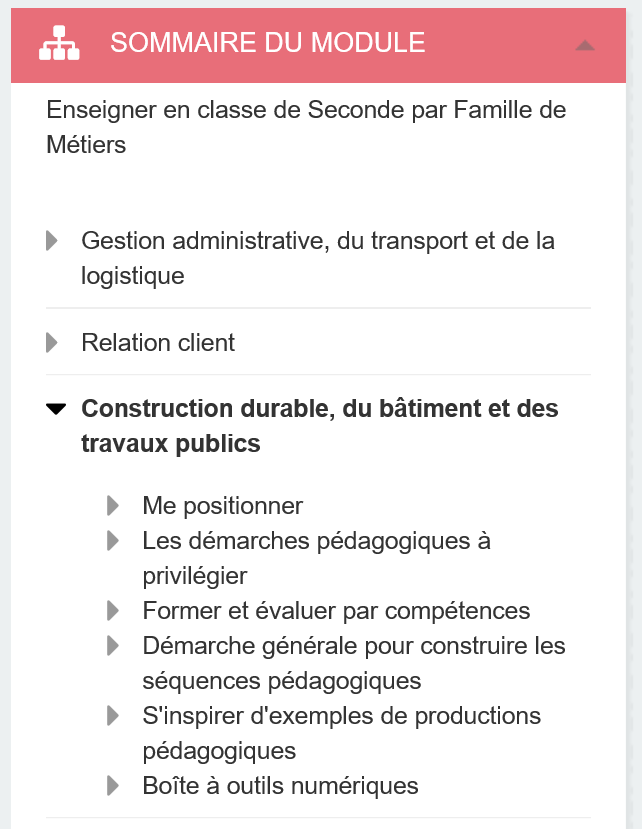 SOMMAIRE DU MODULE
Enseigner en classe de Seconde par Famille de
Métiers
Gestion administrative, du transport et de la
logistique
Relation client
Construction durable, du bâtiment et des
travaux publics
Me positionner
Les démarches pédagogiques à
privilégier
Former et évaluer par compétences
Démarche générale pour construire les
séquences pédagogiques
S'inspirer d'exemples de productions
pédagogiques
Boîte à outils numériques